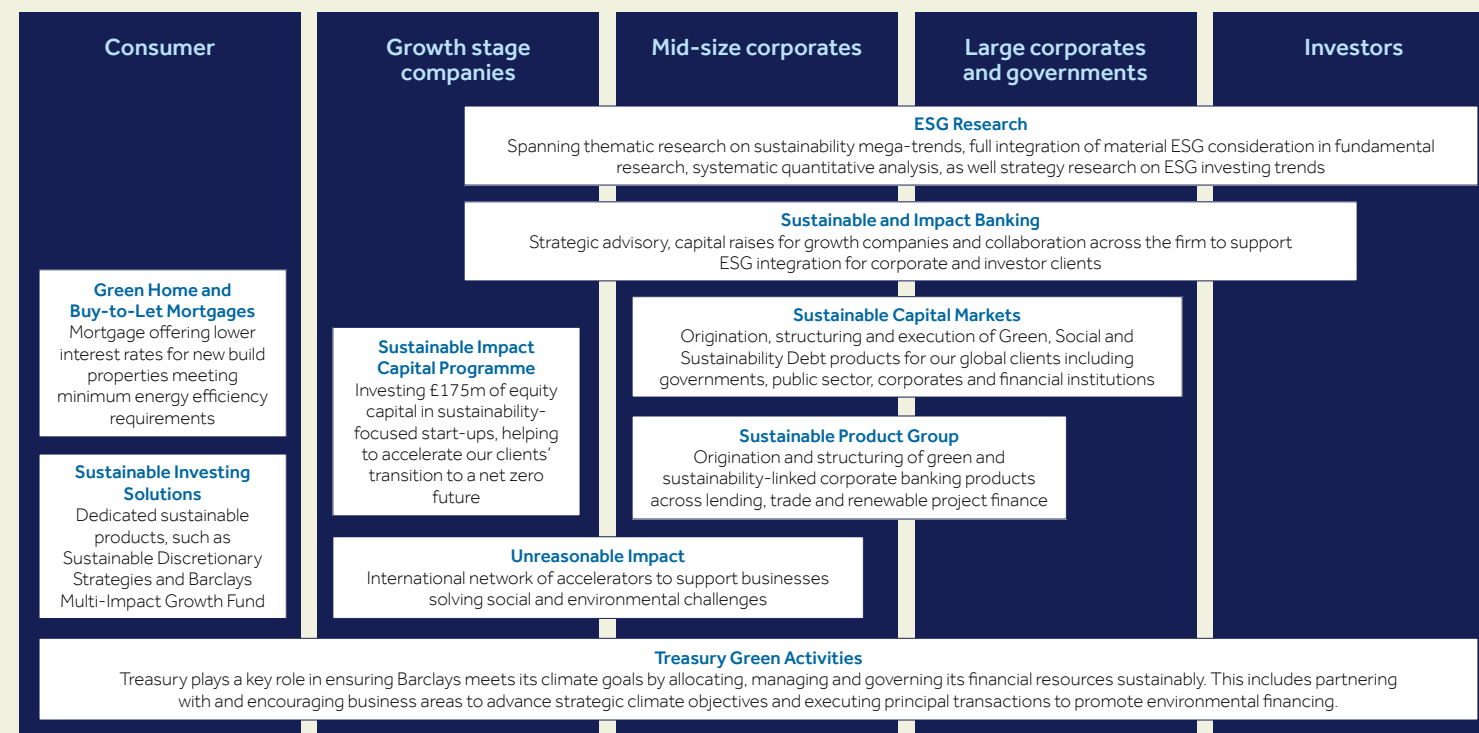 Consumer
Growth stage
companies
Mid-size corporates
Large corporates
and governments
Investors
ESG Research
Spanning thematic research on sustainability mega-trends, full integration of material ESG consideration in fundamental
research, systematic quantitative analysis, as well strategy research on ESG investing trends
Sustainable and Impact Banking
Strategic advisory, capital raises for growth companies and collaboration across the firm to support
ESG integration for corporate and investor clients
Green Home and
Buy-to-Let Mortgages
Mortgage offering lower
interest rates for new build
properties meeting
minimum energy efficiency
requirements
Sustainable Investing
Solutions
Dedicated sustainable
products, such as
Sustainable Discretionary
Strategies and Barclays
Multi-Impact Growth Fund
Sustainable Impact
Capital Programme
Investing £175m of equity
capital in sustainability-
focused start-ups, helping
to accelerate our clients’
transition to a net zero
future
Sustainable Capital Markets
Origination, structuring and execution of Green, Social and
Sustainability Debt products for our global clients including
governments, public sector, corporates and financial institutions
Sustainable Product Group
Origination and structuring of green and
sustainability-linked corporate banking products
across lending, trade and renewable project finance
Unreasonable Impact
International network of accelerators to support businesses
solving social and environmental challenges
Treasury Green Activities
Treasury plays a key role in ensuring Barclays meets its climate goals by allocating, managing and governing its financial resources sustainably. This includes partnering
with and encouraging business areas to advance strategic climate objectives and executing principal transactions to promote environmental financing.